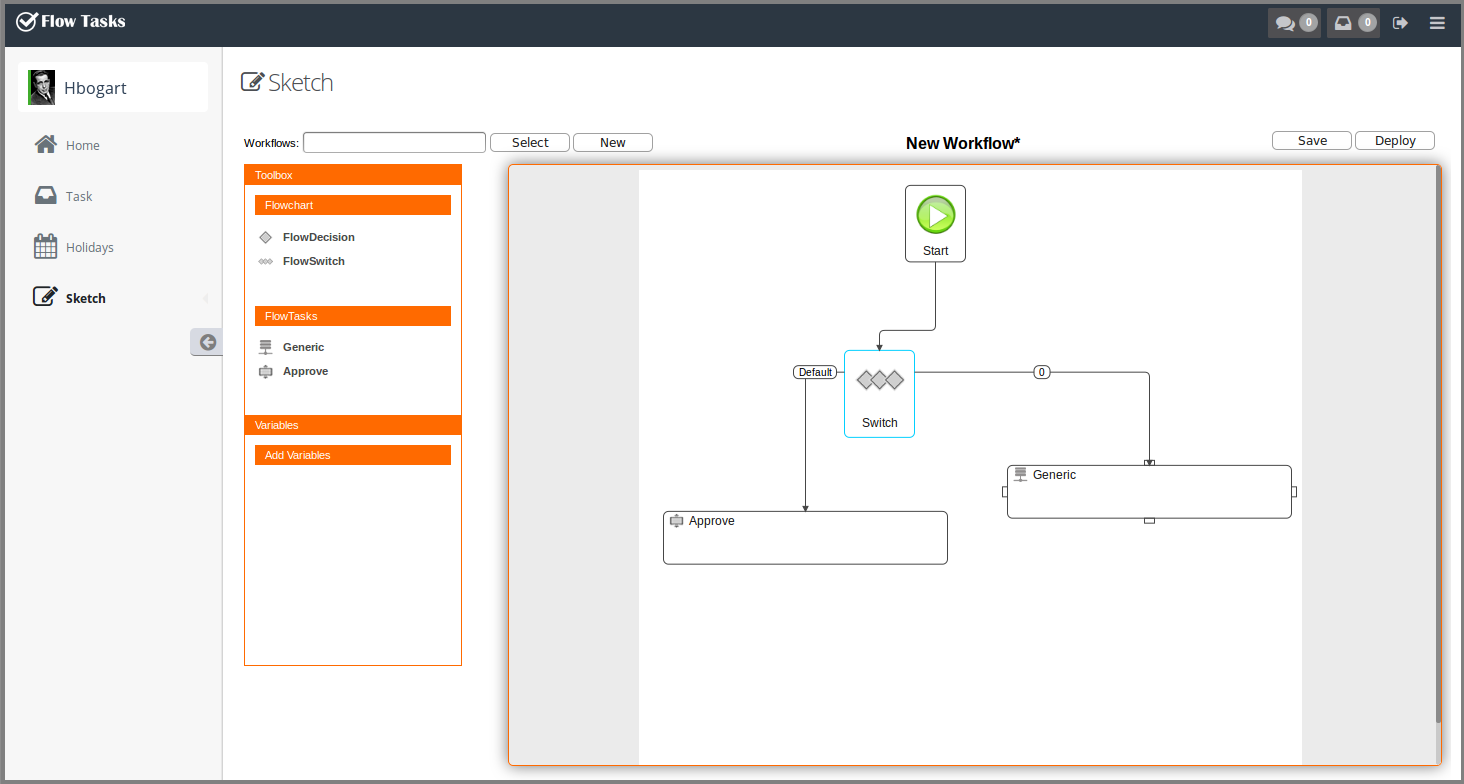 Flow Tasks
0
0
Hbogart
Home
Task
Holidays
Sketch
Sketch
Workflows:
Select
New
New Workflow*
Save
Deploy
Toolbox
Flowchart
FlowDecision
FlowSwitch
FlowTasks
Generic
Approve
Variables
Add Variables
Start
Default
0
Switch
Generic
Approve